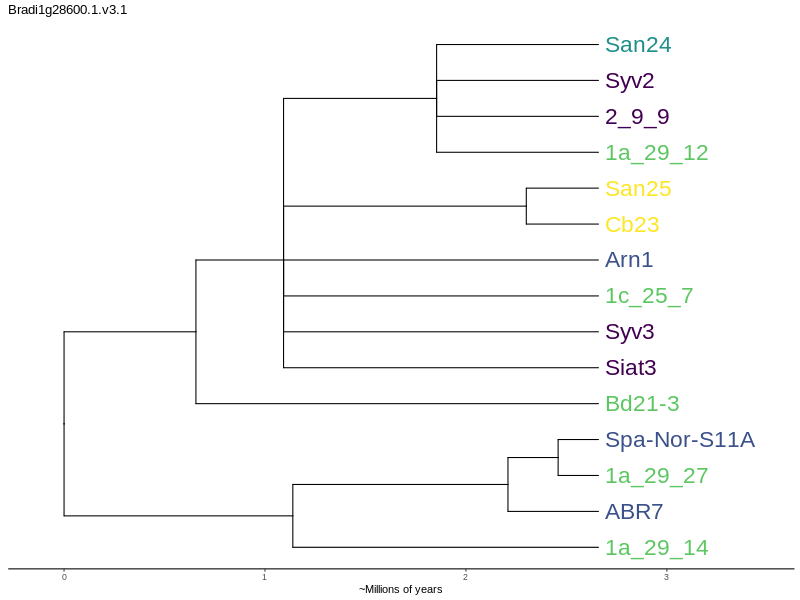 Bradi1g28600.1.v3.1
San24
Syv2
2_9_9
1a_29_12
San25
Cb23
Arn1
1c_25_7
Syv3
Siat3
Bd21-3
Spa-Nor-S11A
1a_29_27
ABR7
1a_29_14
0 1 2 3
~Millions of years